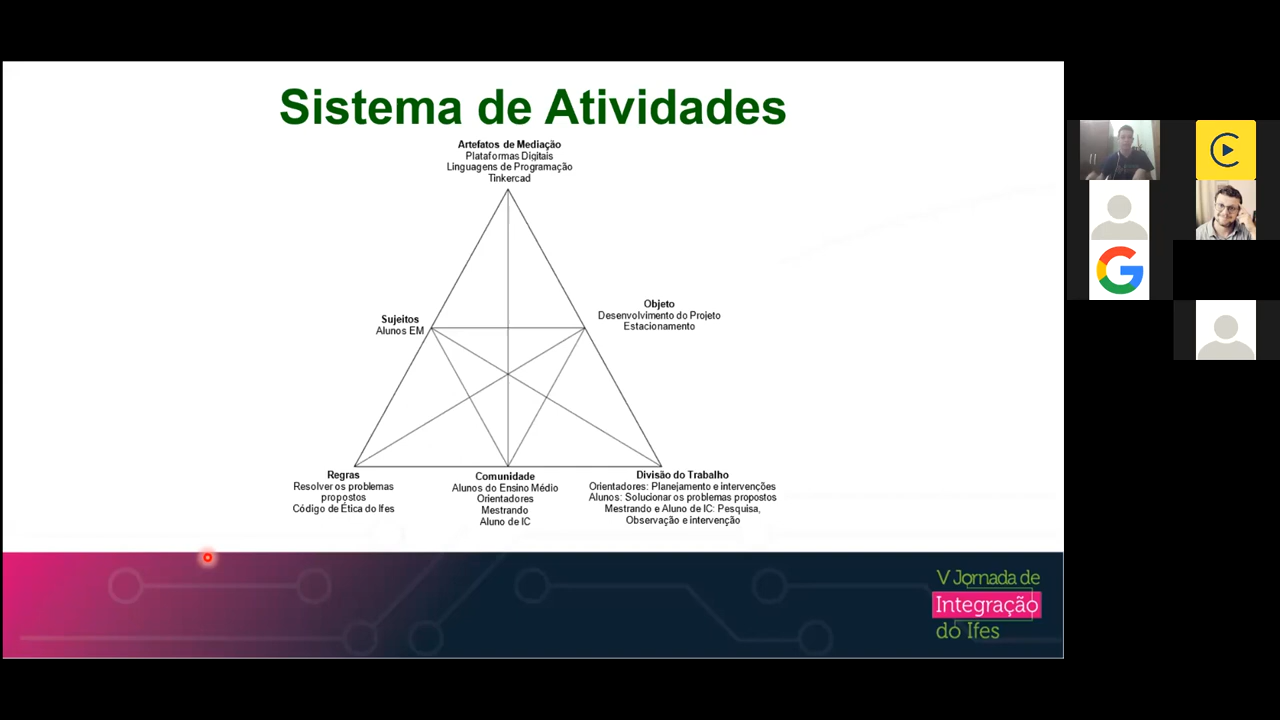 Sistema de Atividades
Artefatos de Mediação
Plataformas Digitais
Linguagens de Programação
Tinkercad
Objeto
Desenvolvimento do Projeto
Estacionamento
Sujeitos
Alunos EM
Regras
Resolver os problemas
propostos
Código de Ética do Ifes
Comunidade
Alunos do Ensino Médio
Orientadores
Mestrando
Aluno de IC
Divisão do Trabalho
Orientadores: Planejamento e intervenções
Alunos: Solucionar os problemas propostos
Mestrando e Aluno de IC: Pesquisa,
Observação e intervenção
V Jornada de
Integração
do Ifes